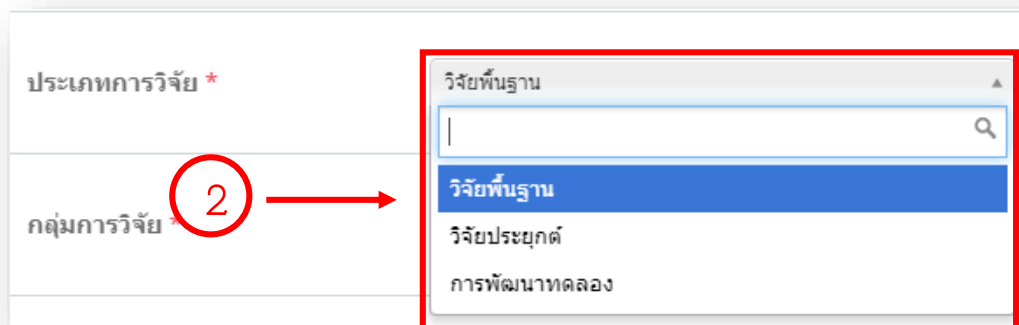 ประเภทการวิจัย *
วิจัยพื้นฐาน
วิจัยพื้นฐาน
2
กลุ่มการวิจัย *
วิจัยประยุกต์
การพัฒนาทดลอง